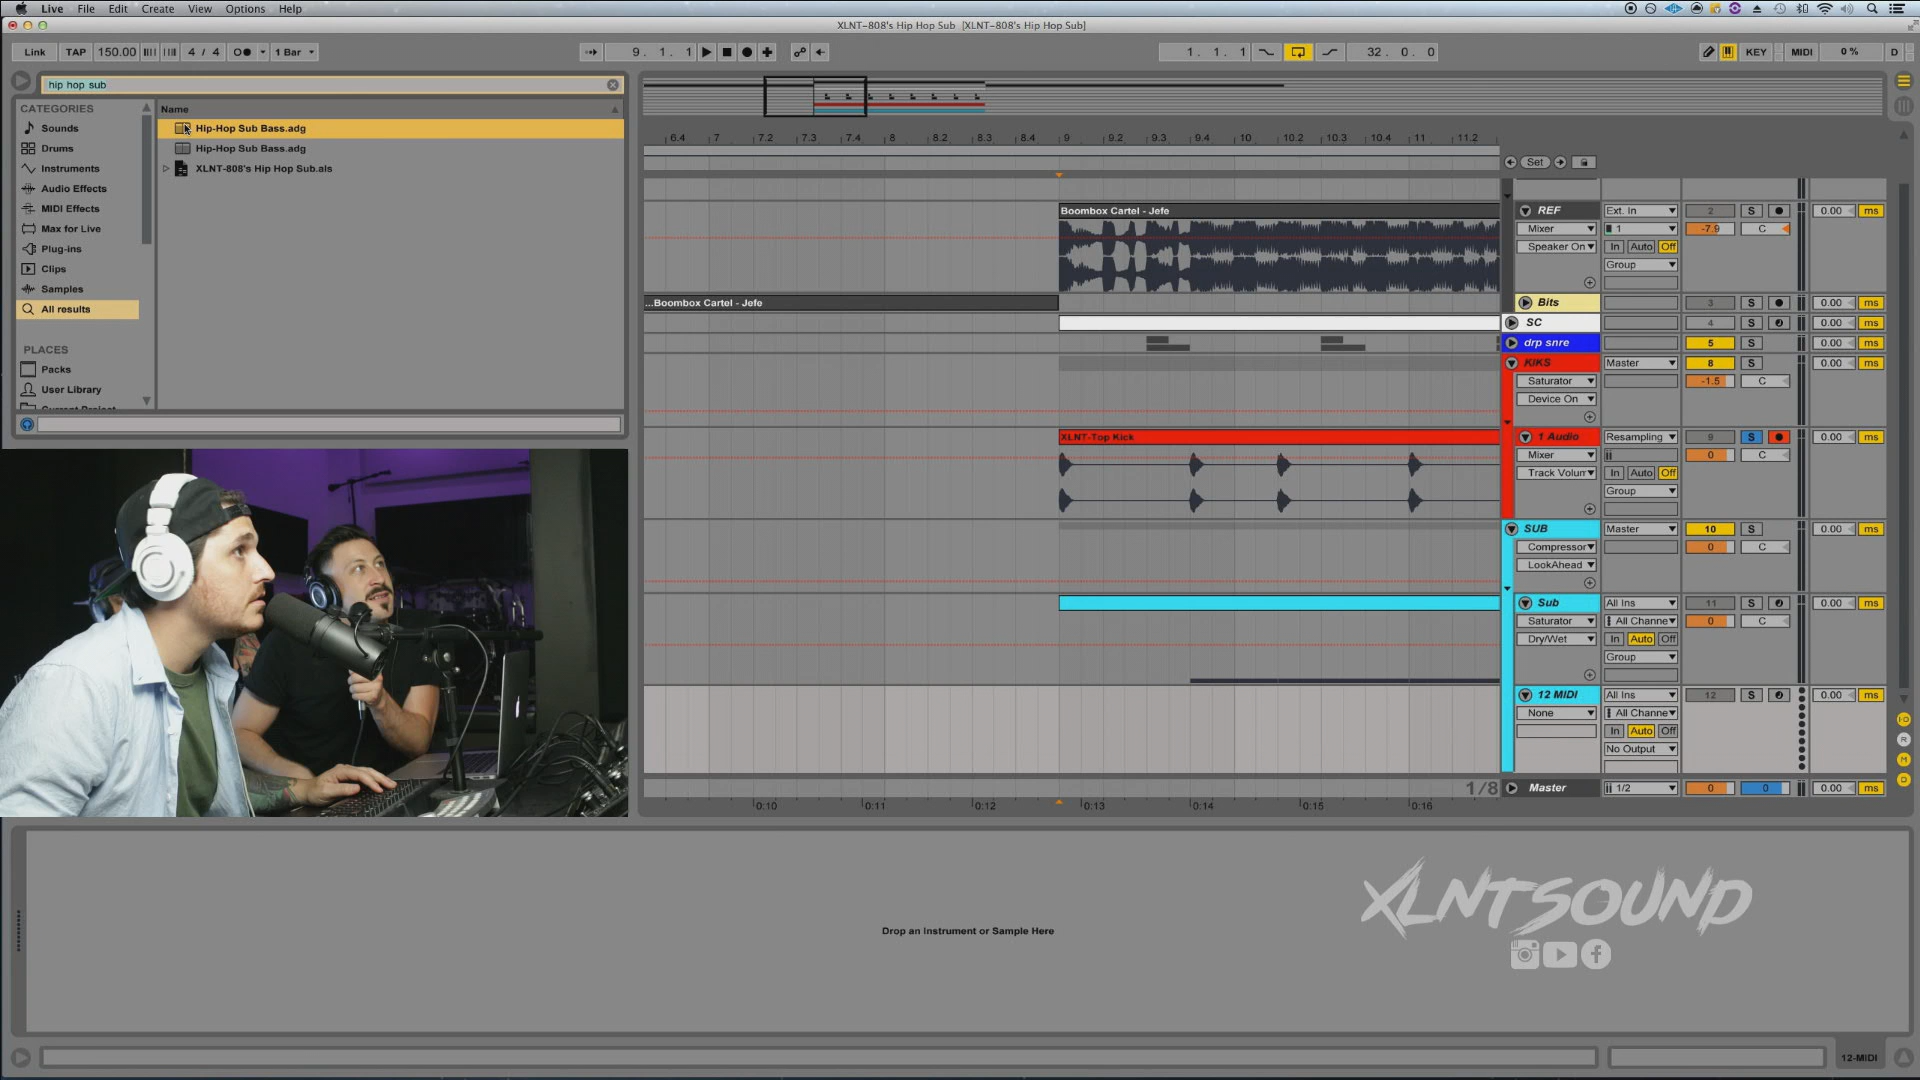 Live File Edit Create View Options Help
XLNT-808's Hip Hop Sub [XLNT-808's Hip Hop Sub]
Link TAP 150.00 4 / 4 1 Bar 9. 1. 1 1. 1. 1 32. 0. 0 KEY MIDI 0 % D
hip hop sub
CATEGORIES
Sounds
Drums
Instruments
Audio Effects
MIDI Effects
Max for Live
Plug-ins
Clips
Samples
All results
PLACES
Packs
User Library
Current Project
Name
Hip-Hop Sub Bass.adg
Hip-Hop Sub Bass.adg
XLNT-808's Hip Hop Sub.als
6.4 7 7.2 7.3 7.4 8 8.2 8.3 8.4 9 9.2 9.3 9.4 10 10.2 10.3 10.4 11 11.2
Set
Boombox Cartel - Jefe
REF Ext. In 2 S 0.00 ms
Mixer 1 -7.9 C
Speaker On In Auto Off
Group
...Boombox Cartel - Jefe
Bits 3 S 0.00 ms
SC 4 S 0.00 ms
drp snre 5 S 0.00 ms
KIKS Master 8 S 0.00 ms
Saturator -1.5 C
Device On
XLNT-Top Kick
1 Audio Resampling 9 S 0.00 ms
Mixer 0 C
Track Volum In Auto Off
Group
SUB Master 10 S 0.00 ms
Compressor 0 C
LookAhead
Sub All Ins 11 S 0.00 ms
Saturator All Channe 0 C
Dry/Wet In Auto Off
Group
12 MIDI All Ins 12 S 0.00 ms
None All Channe
In Auto Off
No Output
1/8 Master 1/2 0 0 0.00 ms
0:10 0:11 0:12 0:13 0:14 0:15 0:16
Drop an Instrument or Sample Here
XLNTSOUND
12-MIDI